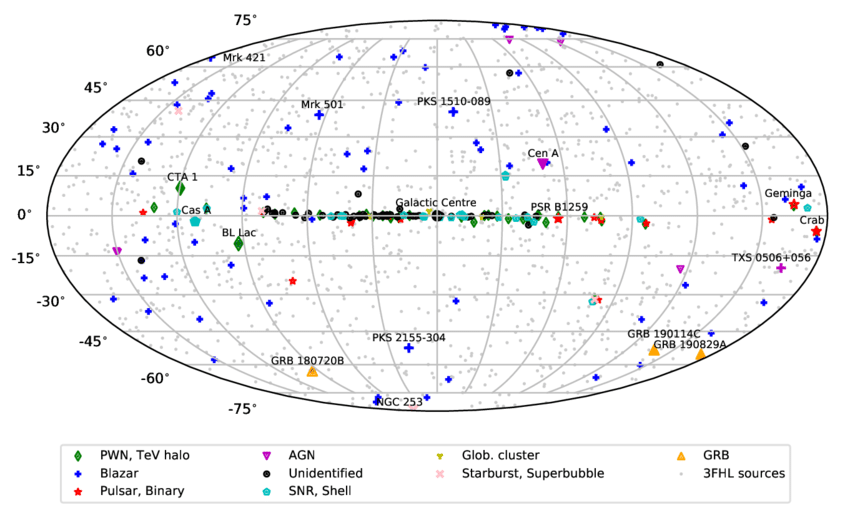 75°
60°
Mrk 421
45°
Mrk 501
PKS 1510-089
30°
Cen A
15°
CTA 1
Geminga
Galactic Centre
PSR B1259
Cas A
0°
Crab
BL Lac
-15°
TXS 0506+056
-30°
GRB 190114C
PKS 2155-304
-45°
GRB 190829A
GRB 180720B
-60°
NGC 253
-75°
PWN, TeV halo AGN Glob. cluster GRB
Blazar Unidentified Starburst, Superbubble 3FHL sources
Pulsar, Binary SNR, Shell